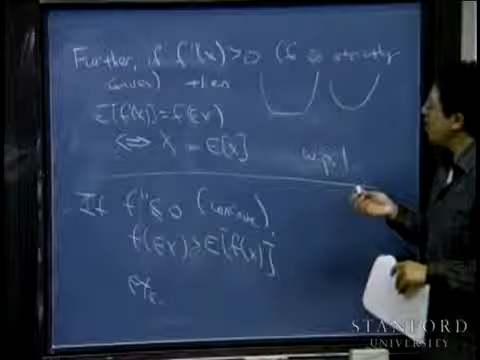 Further, if f''(x)>0 (f is strictly
convex) then
E[f(x)]=f(EX)
⟺ X = E[X]
w.p. 1
If f''≤0 (concave),
f(EX)≥E[f(x)]
STANFORD
UNIVERSITY